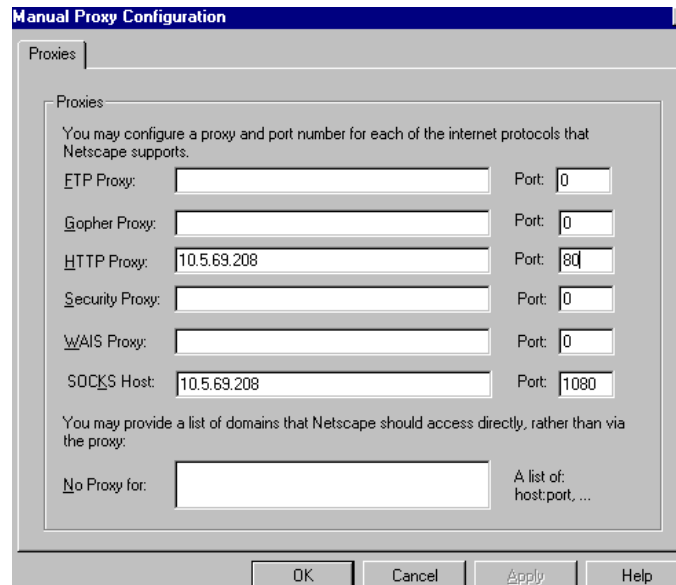 Manual Proxy Configuration
Proxies
Proxies
You may configure a proxy and port number for each of the internet protocols that
Netscape supports.
FTP Proxy: Port: 0
Gopher Proxy: Port: 0
HTTP Proxy: 10.5.69.208 Port: 80
Security Proxy: Port: 0
WAIS Proxy: Port: 0
SOCKS Host: 10.5.69.208 Port: 1080
You may provide a list of domains that Netscape should access directly, rather than via
the proxy:
No Proxy for: A list of:
host:port, ...
OK Cancel Apply Help